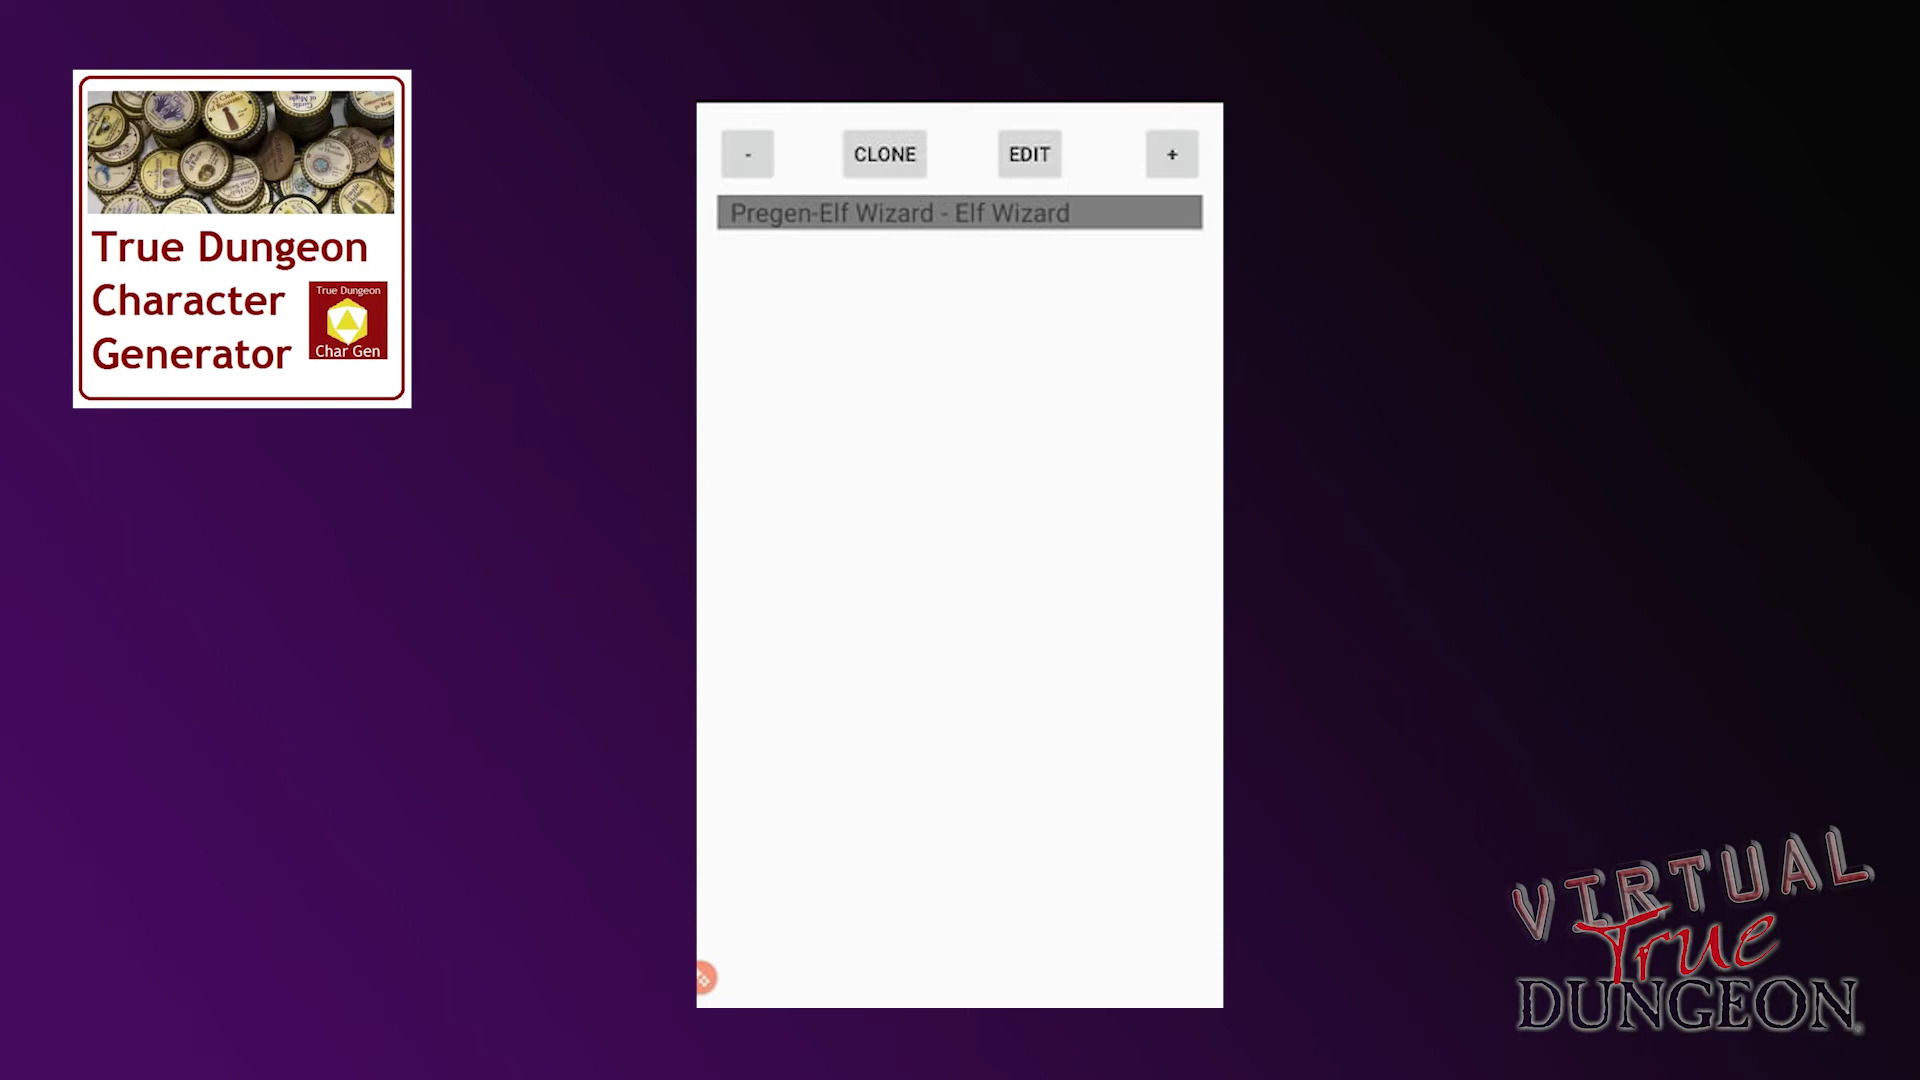 True Dungeon
Character
Generator
True Dungeon
Char Gen
- CLONE EDIT +
Pregen-Elf Wizard - Elf Wizard
VIRTUAL
True
DUNGEON